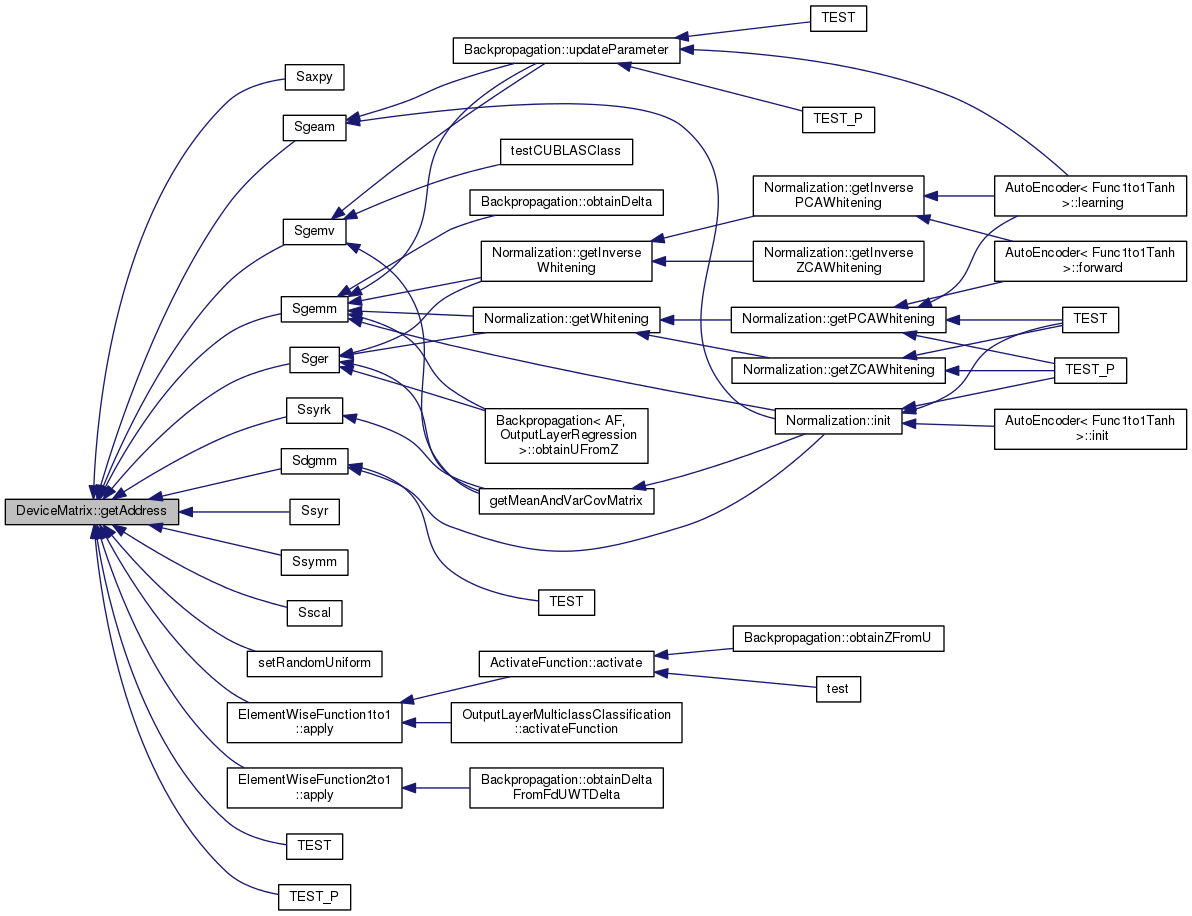 TEST
Backpropagation::updateParameter
Saxpy
TEST_P
Sgeam
testCUBLASClass
Normalization::getInverse
PCAWhitening
AutoEncoder< Func1to1Tanh
>::learning
Backpropagation::obtainDelta
Sgemv
Normalization::getInverse
Whitening
Normalization::getInverse
ZCAWhitening
AutoEncoder< Func1to1Tanh
>::forward
Sgemm
Normalization::getWhitening
Normalization::getPCAWhitening
TEST
Sger
Normalization::getZCAWhitening
TEST_P
Ssyrk
Backpropagation< AF,
OutputLayerRegression
>::obtainUFromZ
Normalization::init
AutoEncoder< Func1to1Tanh
>::init
Sdgmm
getMeanAndVarCovMatrix
DeviceMatrix::getAddress
Ssyr
Ssymm
TEST
Sscal
Backpropagation::obtainZFromU
setRandomUniform
ActivateFunction::activate
test
ElementWiseFunction1to1
::apply
OutputLayerMulticlassClassification
::activateFunction
ElementWiseFunction2to1
::apply
Backpropagation::obtainDelta
FromFdUWTDelta
TEST
TEST_P